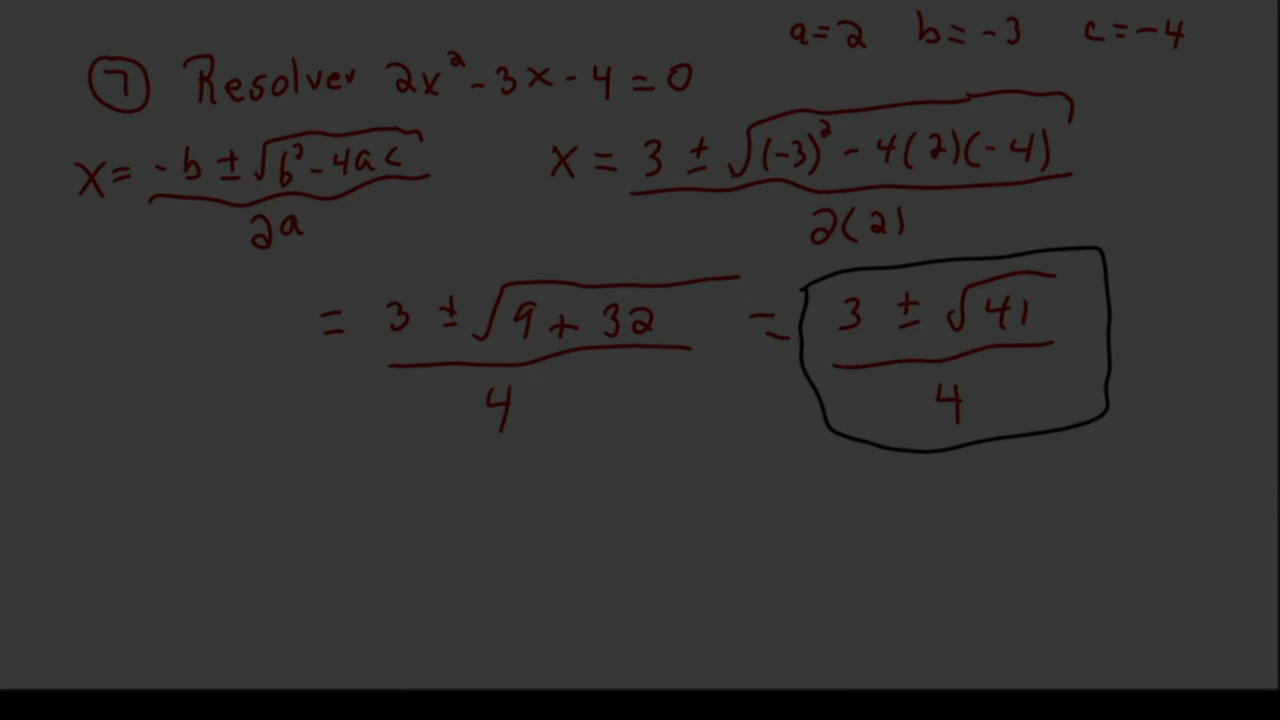 a=2 b=-3 c=-4
⑦ Resolver 2x² - 3x - 4 = 0
x = (-b ± √(b² - 4ac)) / 2a x = (3 ± √((-3)² - 4(2)(-4))) / 2(2)
= (3 ± √(9 + 32)) / 4 = (3 ± √41) / 4